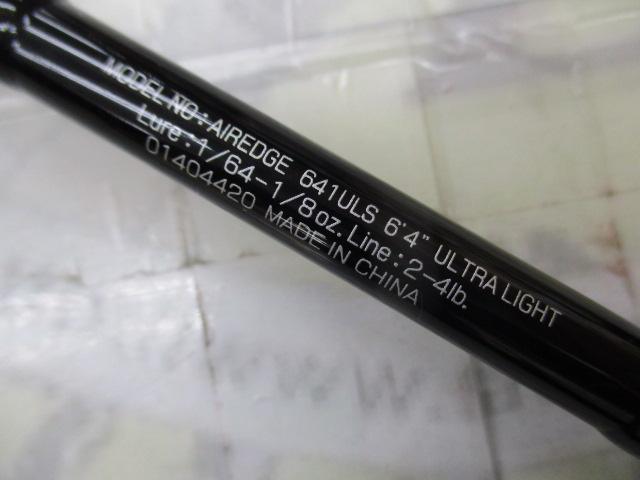 MODEL NO:AIREDGE 641ULS 6'4" ULTRA LIGHT
Lure:1/64-1/8oz. Line:2-4lb.
01404420 MADE IN CHINA